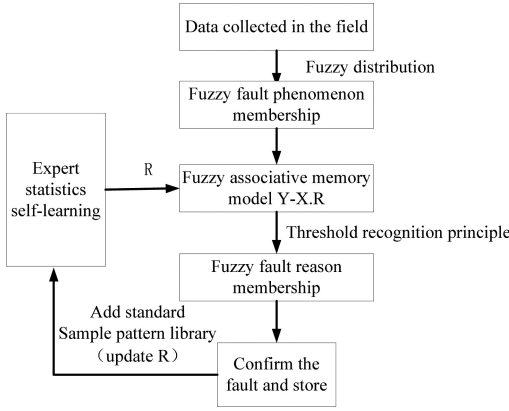 Data collected in the field
Fuzzy distribution
Fuzzy fault phenomenon
membership
Expert
statistics
self-learning
R
Fuzzy associative memory
model Y-X.R
Threshold recognition principle
Fuzzy fault reason
membership
Add standard
Sample pattern library
（update R）
Confirm the
fault and store